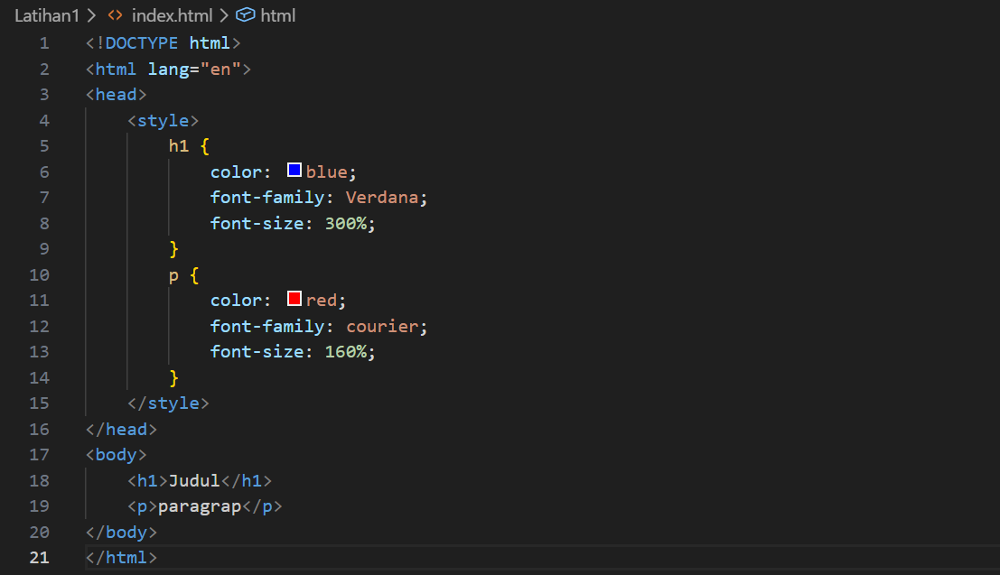 Latihan1 > <> index.html > html
1 <!DOCTYPE html>
2 <html lang="en">
3 <head>
4     <style>
5         h1 {
6             color: blue;
7             font-family: Verdana;
8             font-size: 300%;
9         }
10         p {
11             color: red;
12             font-family: courier;
13             font-size: 160%;
14         }
15     </style>
16 </head>
17 <body>
18     <h1>Judul</h1>
19     <p>paragrap</p>
20 </body>
21 </html>